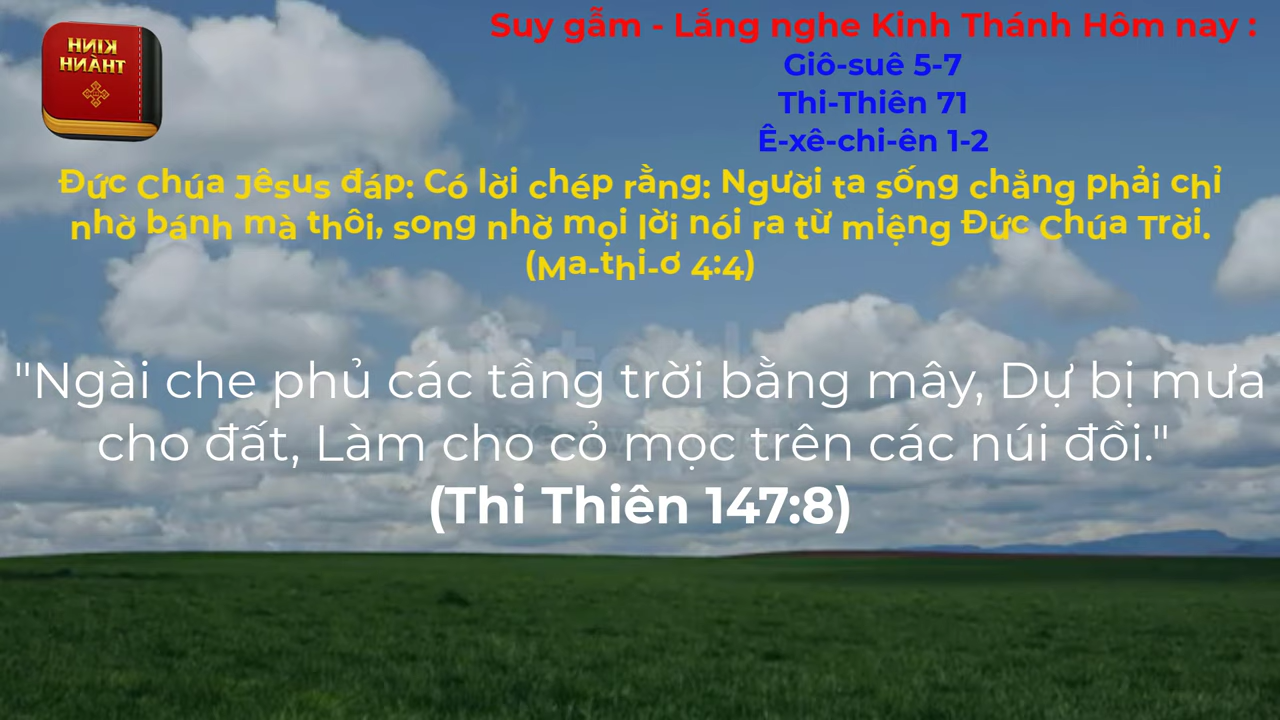 KINH
THÀNH
Suy gẫm - Lắng nghe Kinh Thánh Hôm nay :
Giô-suê 5-7
Thi-Thiên 71
Ê-xê-chi-ên 1-2
Đức Chúa Jêsus đáp: Có lời chép rằng: Người ta sống chẳng phải chỉ
nhờ bánh mà thôi, song nhờ mọi lời nói ra từ miệng Đức Chúa Trời.
(Ma-thi-ơ 4:4)
"Ngài che phủ các tầng trời bằng mây, Dự bị mưa
cho đất, Làm cho cỏ mọc trên các núi đồi."
(Thi Thiên 147:8)